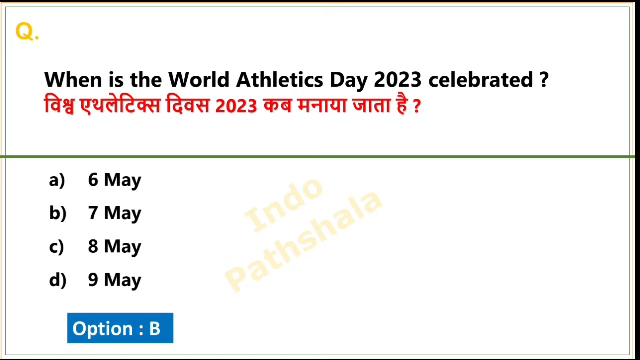 Q.
When is the World Athletics Day 2023 celebrated ?
विश्व एथलेटिक्स दिवस 2023 कब मनाया जाता है ?
a) 6 May
b) 7 May
c) 8 May
d) 9 May
Indo
Pathshala
Option : B